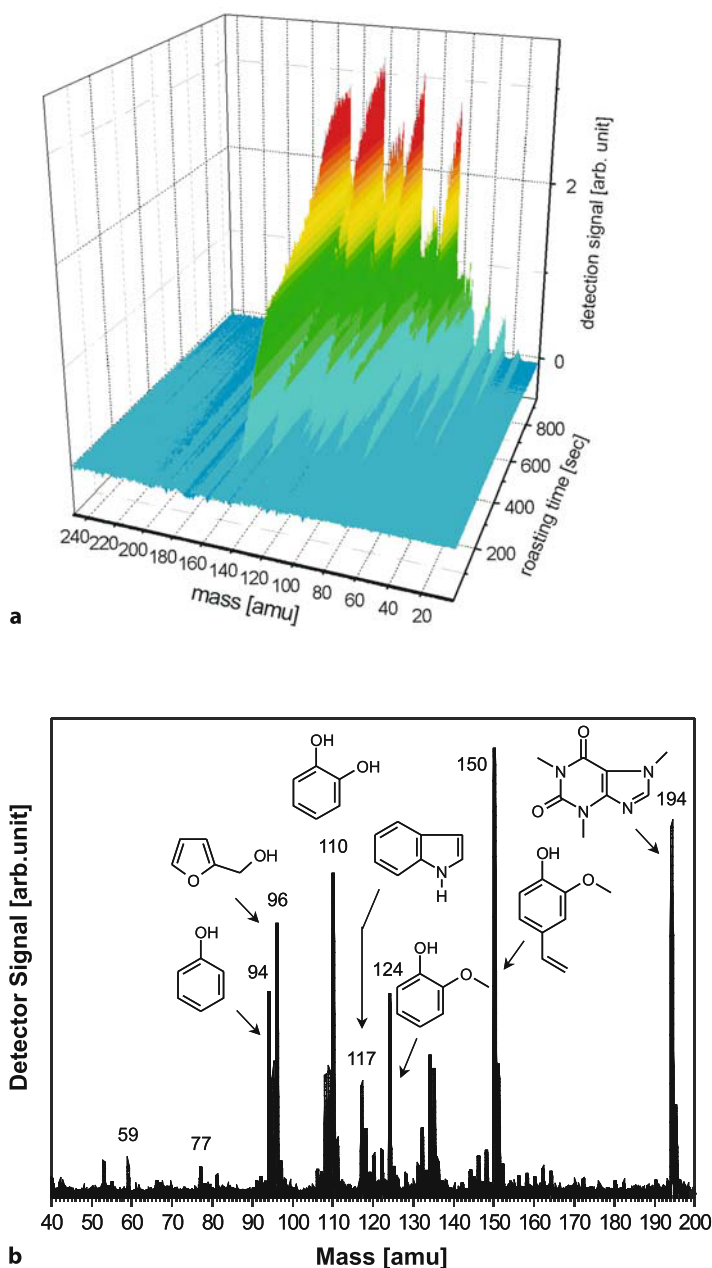 2
0
detection signal [arb. unit]
800
600
400
200
roasting time [sec]
240 220 200 180 160 140 120 100 80 60 40 20
mass [amu]
a
Detector Signal [arb.unit]
OH
OH
O
O
N
N
N
N
150
194
110
OH
O
96
N
H
OH
O
OH
94
OH
O
124
117
59
77
40 50 60 70 80 90 100 110 120 130 140 150 160 170 180 190 200
Mass [amu]
b